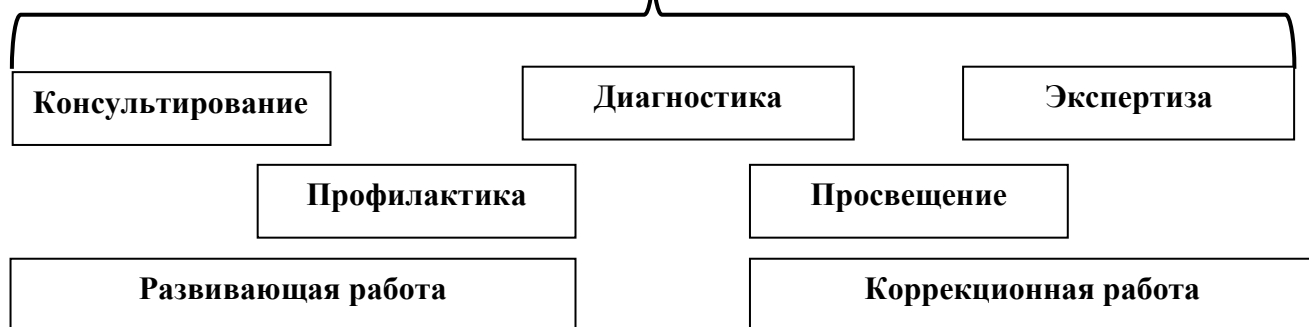 Консультирование
Диагностика
Экспертиза
Профилактика
Просвещение
Развивающая работа
Коррекционная работа